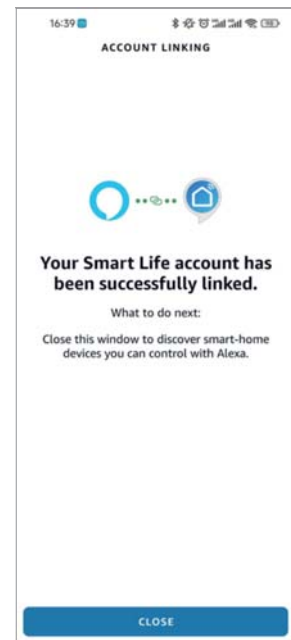 16:39
ACCOUNT LINKING
Your Smart Life account has
been successfully linked.
What to do next:
Close this window to discover smart-home
devices you can control with Alexa.
CLOSE